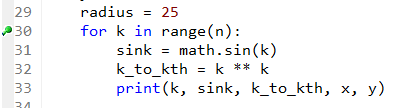 29 radius = 25
30 for k in range(n):
31 sink = math.sin(k)
32 k_to_kth = k ** k
33 print(k, sink, k_to_kth, x, y)
34